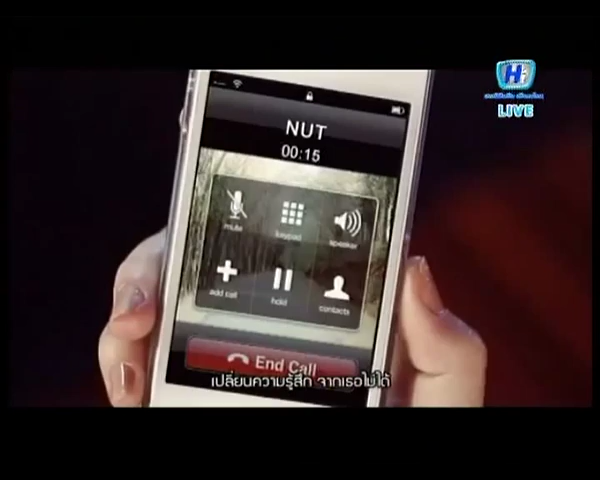 H
LIVE
NUT
00:15
mute
keypad
speaker
add call
hold
contacts
End Call
เปลี่ยนความรู้สึก จากเธอไม่ได้